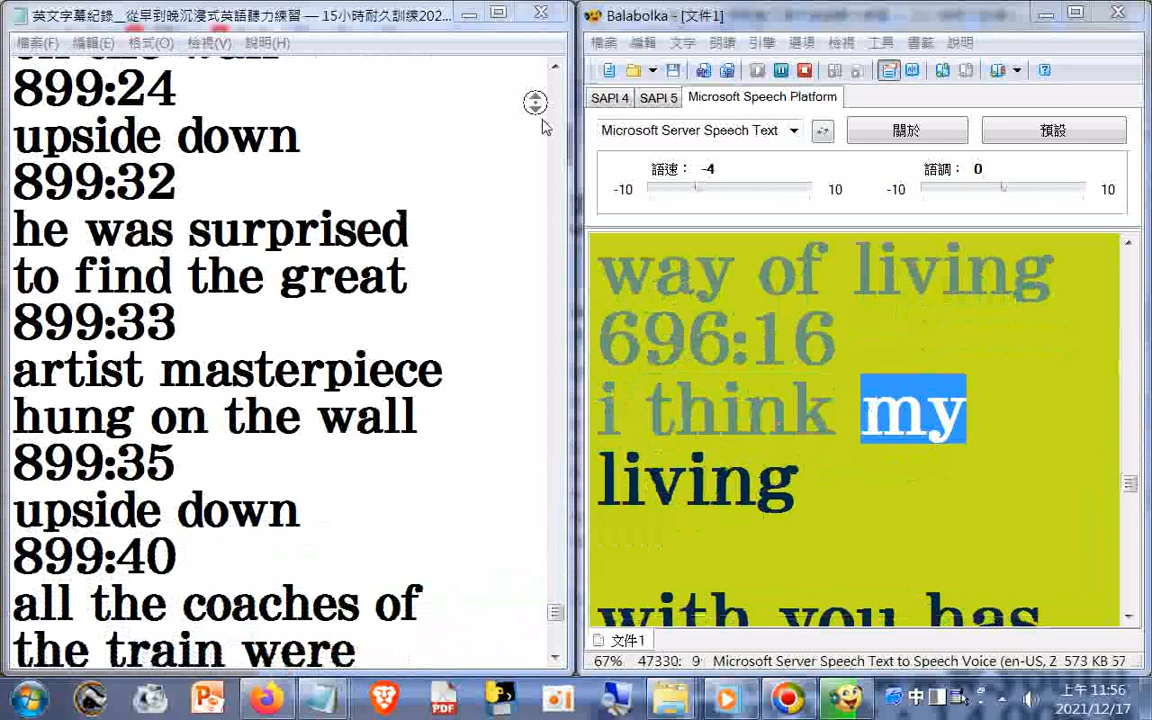 英文字幕紀錄__從早到晚沉浸式英語聽力練習 — 15小時耐久訓練202...
檔案(F) 編輯(E) 格式(O) 檢視(V) 說明(H)
899:24
upside down
899:32
he was surprised
to find the great
899:33
artist masterpiece
hung on the wall
899:35
upside down
899:40
all the coaches of
the train were
Balabolka - [文件1]
檔案 編輯 文字 朗讀 引擎 選項 檢視 工具 書籤 說明
SAPI 4 SAPI 5 Microsoft Speech Platform
Microsoft Server Speech Text 關於 預設
語速： -4 語調： 0
-10 10 -10 10
way of living
696:16
i think my
living
with you has
文件1
67% 47330: 9 Microsoft Server Speech Text to Speech Voice (en-US, Z 573 KB 57
中 上午 11:56
2021/12/17